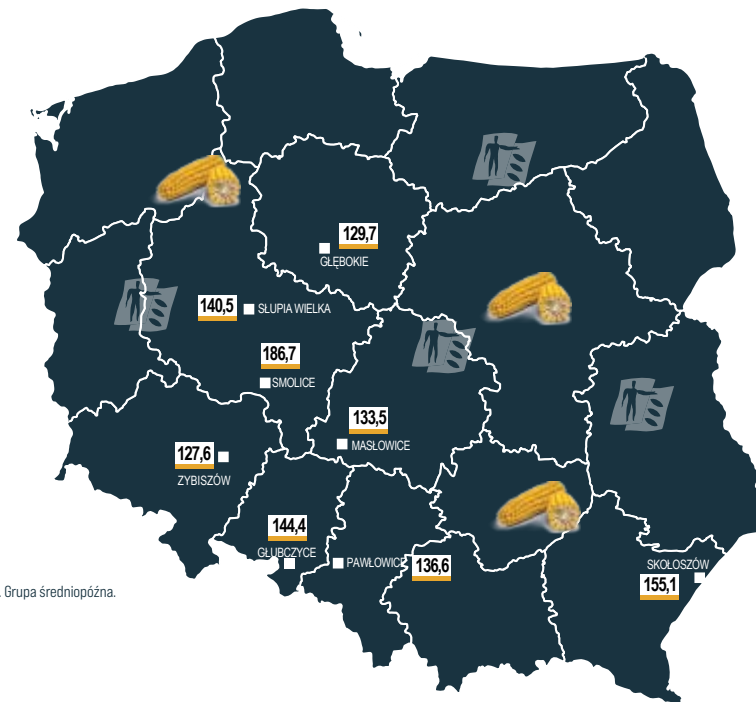 129,7
GŁĘBOKIE
140,5
SŁUPIA WIELKA
186,7
SMOLICE
133,5
MASŁOWICE
127,6
ZYBISZÓW
144,4
GŁUBCZYCE
PAWŁOWICE
136,6
SKOŁOSZÓW
155,1
. Grupa średniopóźna.